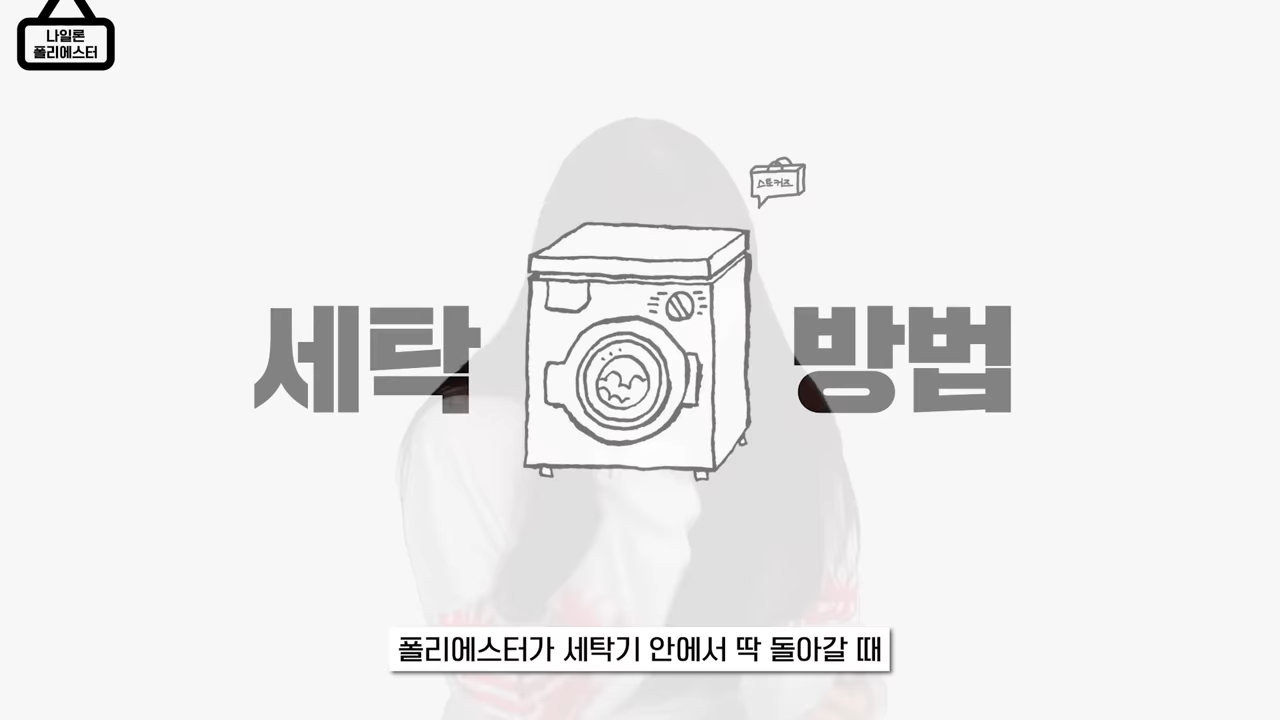 나일론
폴리에스터
스토커즈
세탁 방법
폴리에스터가 세탁기 안에서 딱 돌아갈 때